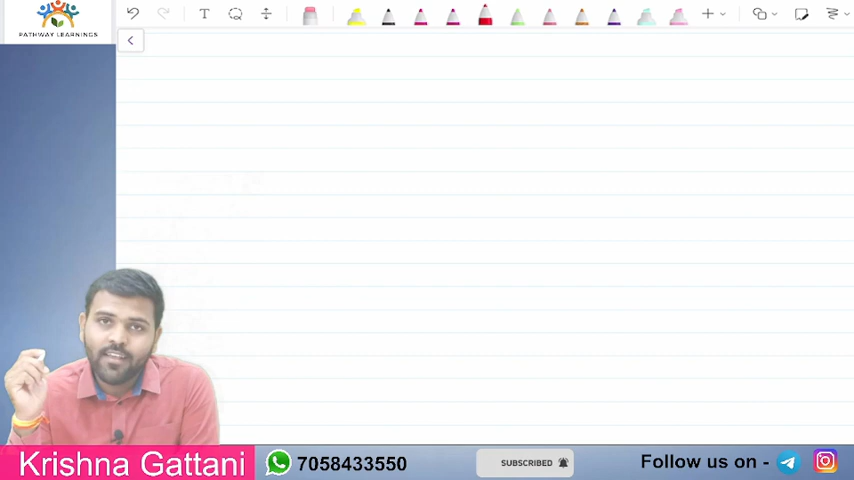 PATHWAY LEARNINGS
T
Krishna Gattani
7058433550
SUBSCRIBED
Follow us on -